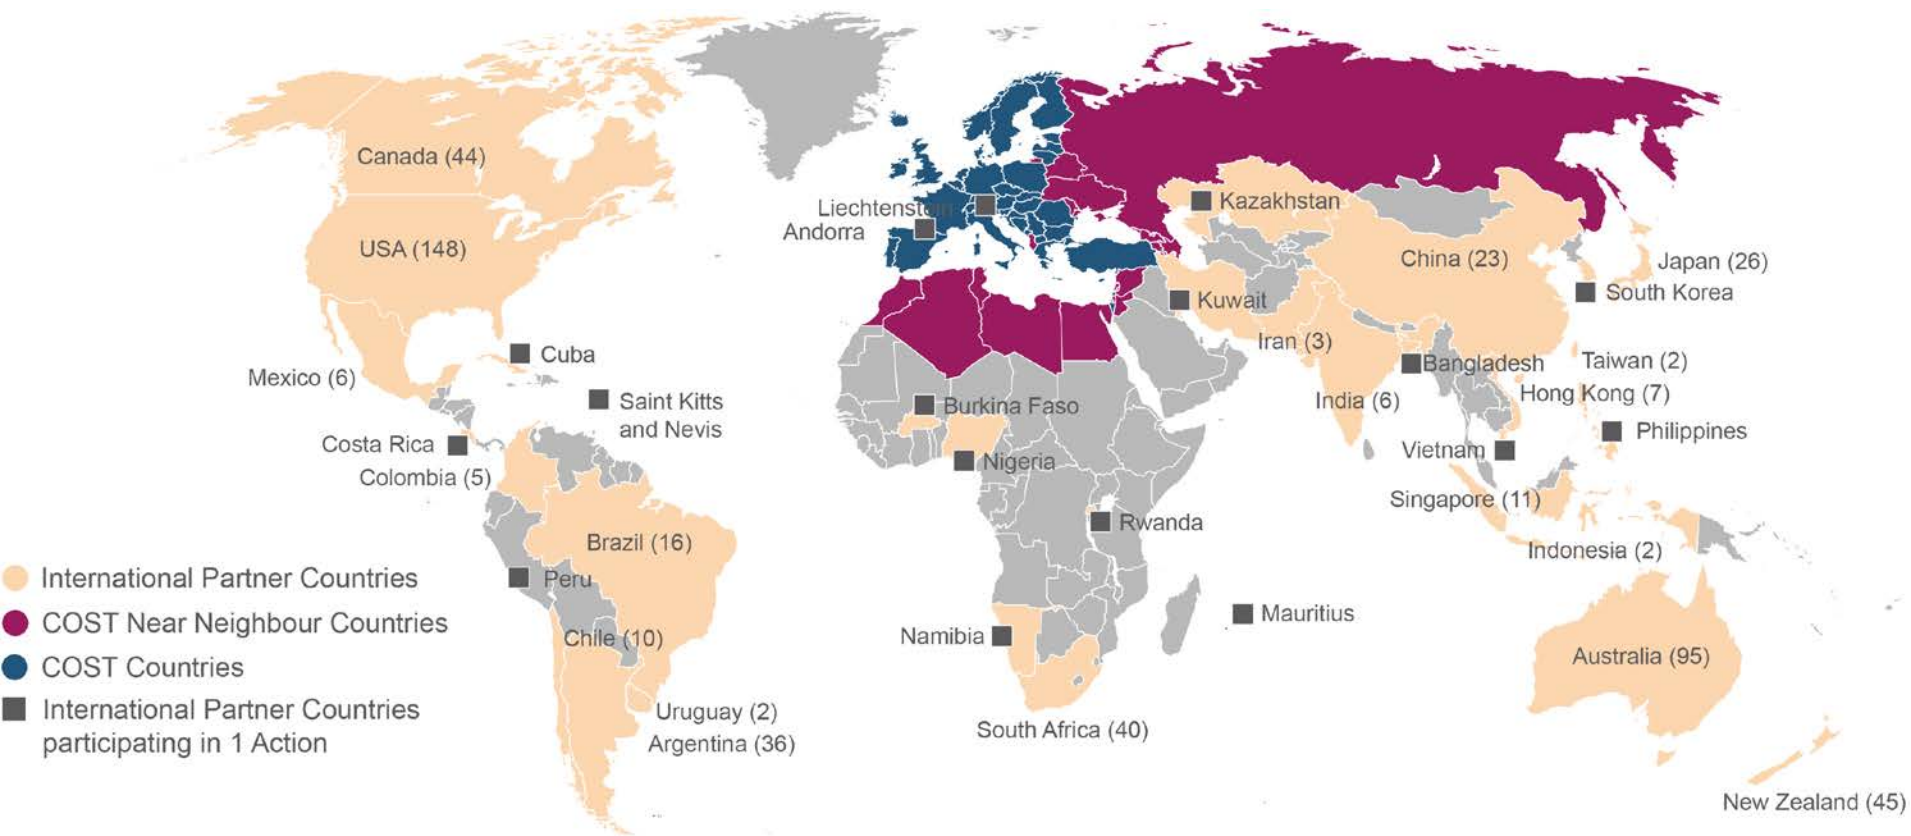 Canada (44)
USA (148)
Mexico (6)
Cuba
Saint Kitts
and Nevis
Costa Rica
Colombia (5)
Brazil (16)
Peru
Chile (10)
Uruguay (2)
Argentina (36)
Liechtenstein
Andorra
Kazakhstan
China (23)
Japan (26)
South Korea
Kuwait
Iran (3)
Bangladesh
Taiwan (2)
India (6)
Hong Kong (7)
Burkina Faso
Nigeria
Vietnam
Philippines
Singapore (11)
Rwanda
Indonesia (2)
Mauritius
Namibia
South Africa (40)
Australia (95)
New Zealand (45)
International Partner Countries
COST Near Neighbour Countries
COST Countries
International Partner Countries
participating in 1 Action